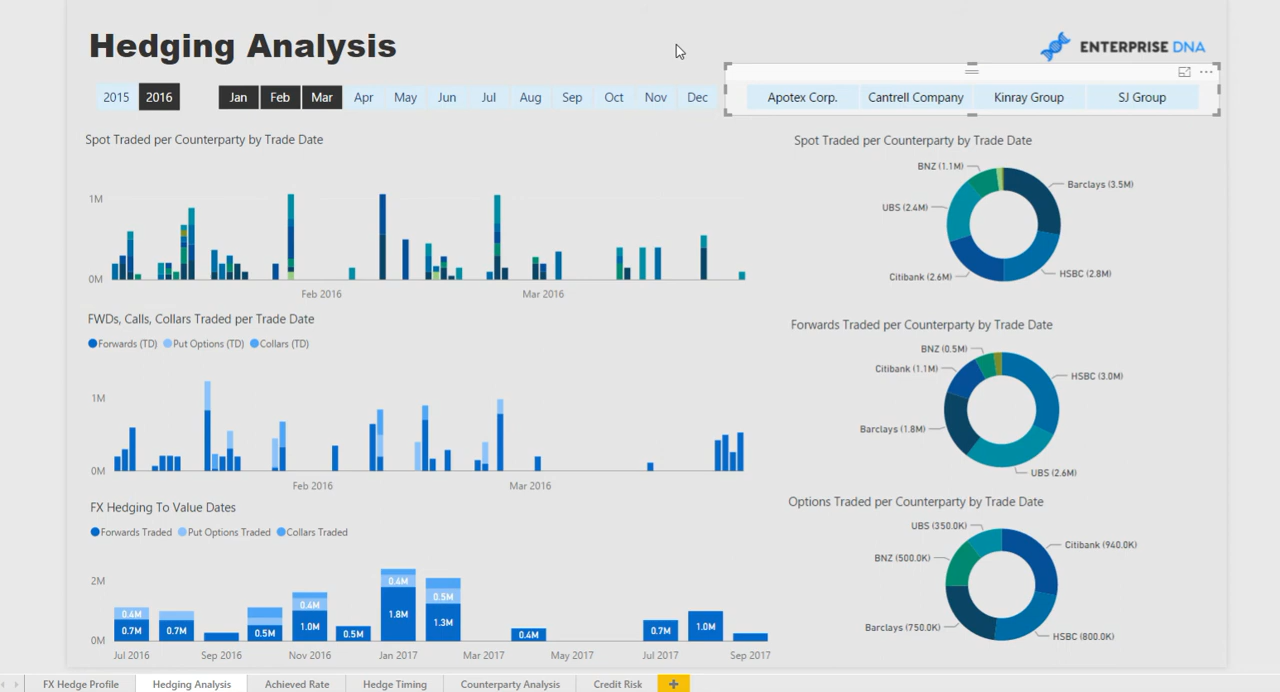 Hedging Analysis
ENTERPRISE DNA
2015 2016 Jan Feb Mar Apr May Jun Jul Aug Sep Oct Nov Dec Apotex Corp. Cantrell Company Kinray Group SJ Group
Spot Traded per Counterparty by Trade Date
1M
0M
Feb 2016 Mar 2016
Spot Traded per Counterparty by Trade Date
BNZ (1.1M)
Barclays (3.5M)
UBS (2.4M)
Citibank (2.6M)
HSBC (2.8M)
FWDs, Calls, Collars Traded per Trade Date
Forwards (TD) Put Options (TD) Collars (TD)
1M
0M
Feb 2016 Mar 2016
Forwards Traded per Counterparty by Trade Date
BNZ (0.5M)
Citibank (1.1M)
HSBC (3.0M)
Barclays (1.8M)
UBS (2.6M)
FX Hedging To Value Dates
Forwards Traded Put Options Traded Collars Traded
2M
0M
0.4M
0.7M
0.7M
0.5M
0.4M
1.0M
0.5M
0.4M
1.8M
0.5M
1.3M
0.4M
0.7M
1.0M
Jul 2016 Sep 2016 Nov 2016 Jan 2017 Mar 2017 May 2017 Jul 2017 Sep 2017
Options Traded per Counterparty by Trade Date
UBS (350.0K)
Citibank (940.0K)
BNZ (500.0K)
Barclays (750.0K)
HSBC (800.0K)
FX Hedge Profile Hedging Analysis Achieved Rate Hedge Timing Counterparty Analysis Credit Risk +